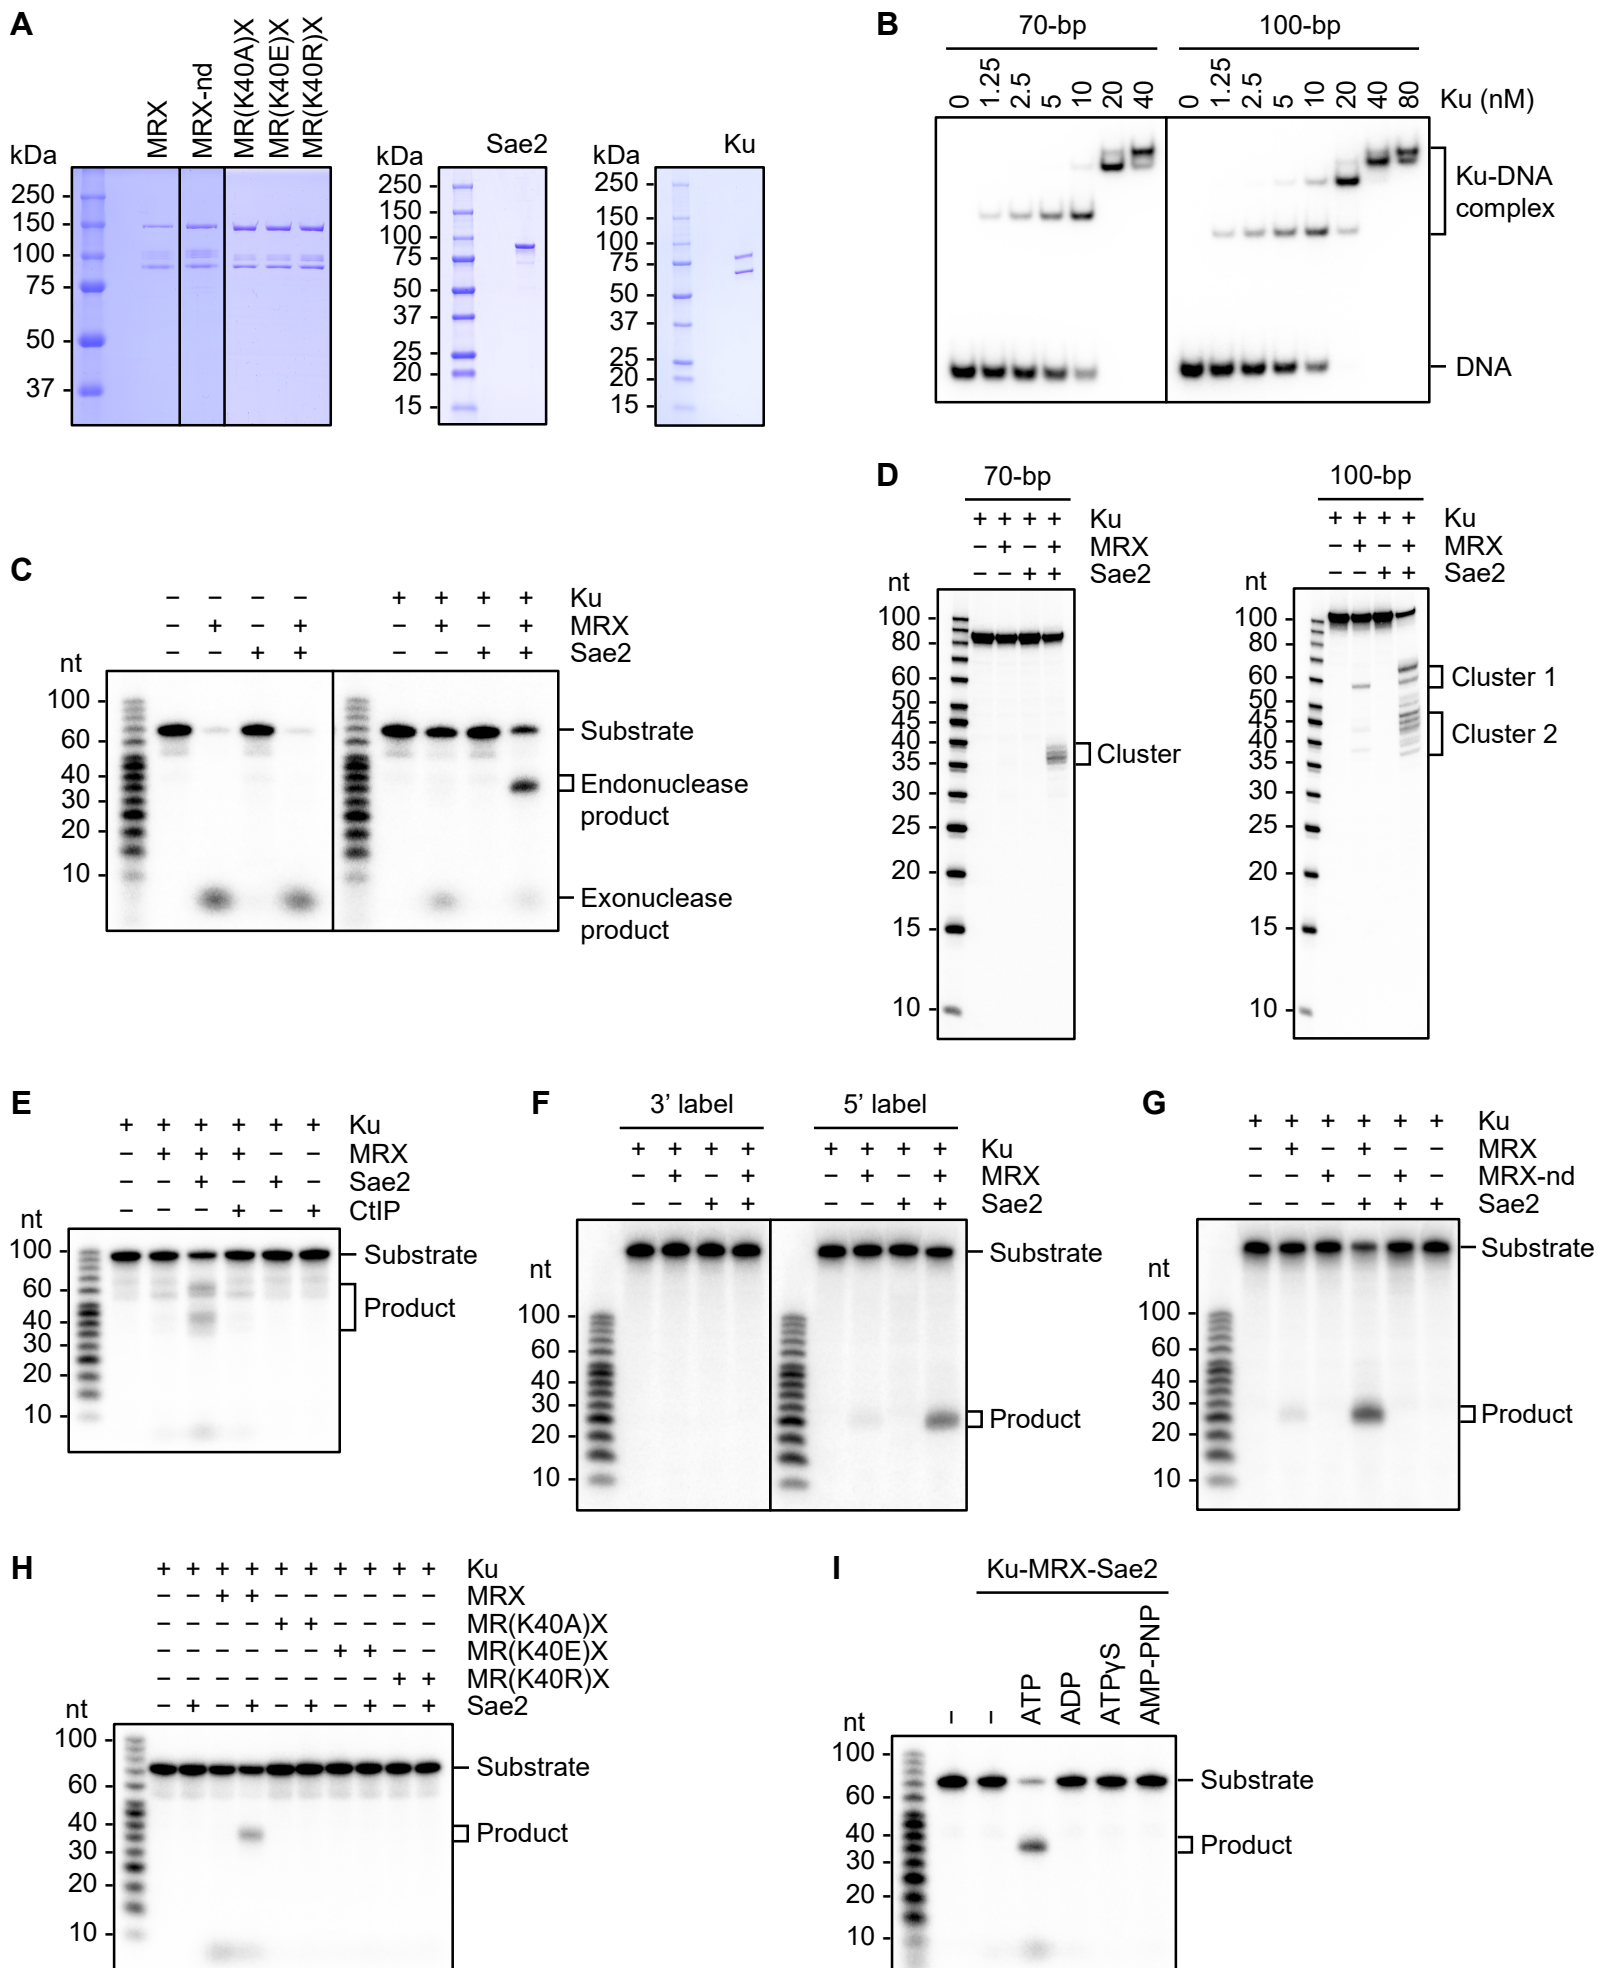 A
MRX
MRX-nd
MR(K40A)X
MR(K40E)X
MR(K40R)X
kDa
250
150
100
75
50
37
Sae2
kDa
250
150
100
75
50
37
25
20
15
Ku
kDa
250
150
100
75
50
37
25
20
15
B
70-bp 100-bp
0 1.25 2.5 5 10 20 40 0 1.25 2.5 5 10 20 40 80 Ku (nM)
Ku-DNA
complex
DNA
C
– – – – + + + + Ku
– + – + – + – + MRX
– – + + – – + + Sae2
nt
100
60
40
30
20
10
Substrate
Endonuclease
product
Exonuclease
product
D
70-bp
+ + + + Ku
– + – + MRX
– – + + Sae2
nt
100
80
60
50
45
40
35
30
25
20
15
10
Cluster
100-bp
+ + + + Ku
– + – + MRX
– – + + Sae2
nt
100
80
60
50
45
40
35
30
25
20
15
10
Cluster 1
Cluster 2
E
+ + + + + + Ku
– + + + – – MRX
– – + – + – Sae2
– – – + – + CtIP
nt
100
60
40
30
20
10
Substrate
Product
F
3’ label 5’ label
+ + + + + + + + Ku
– + – + – + – + MRX
– – + + – – + + Sae2
nt
100
60
40
30
20
10
Substrate
Product
G
+ + + + + + Ku
– + – + – – MRX
– – + – + – MRX-nd
– – – + + + Sae2
nt
100
60
40
30
20
10
Substrate
Product
H
+ + + + + + + + + + Ku
– – + + – – – – – – MRX
– – – – + + – – – – MR(K40A)X
– – – – – – + + – – MR(K40E)X
– – – – – – – – + + MR(K40R)X
– + – + – + – + – + Sae2
nt
100
60
40
30
20
10
Substrate
Product
I
Ku-MRX-Sae2
– – ATP ADP ATPγS AMP-PNP
nt
100
60
40
30
20
10
Substrate
Product